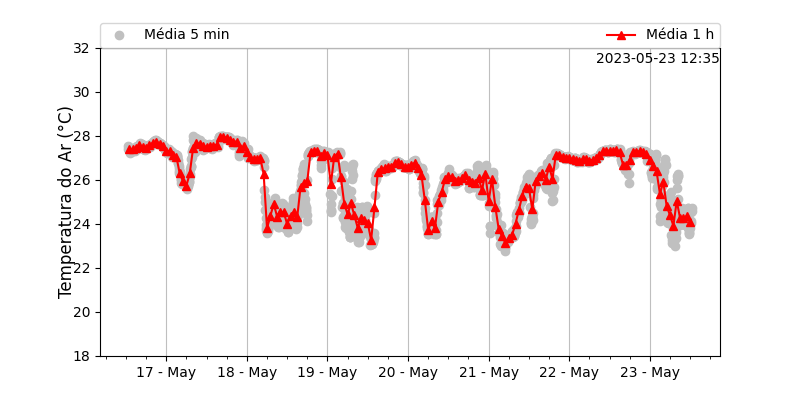 Média 5 min
Média 1 h
2023-05-23 12:35
Temperatura do Ar (°C)
32
30
28
26
24
22
20
18
17 - May
18 - May
19 - May
20 - May
21 - May
22 - May
23 - May